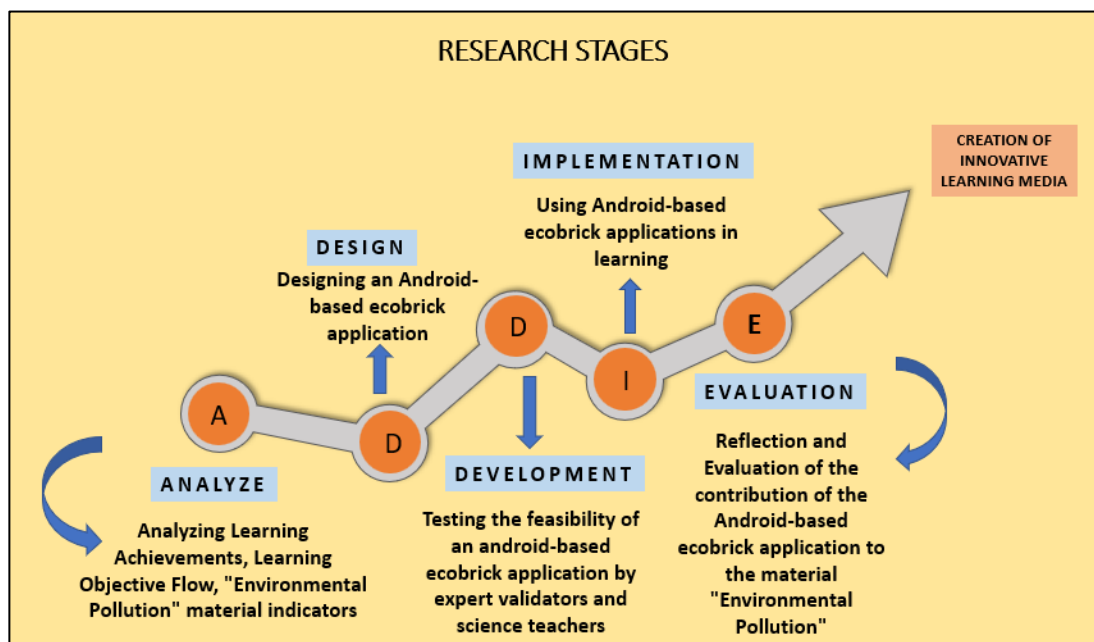 RESEARCH STAGES
CREATION OF
INNOVATIVE
LEARNING MEDIA
IMPLEMENTATION
Using Android-based
ecobrick applications in
learning
DESIGN
Designing an Android-
based ecobrick
application
A
D
D
I
E
ANALYZE
Analyzing Learning
Achievements, Learning
Objective Flow, "Environmental
Pollution" material indicators
DEVELOPMENT
Testing the feasibility of
an android-based
ecobrick application by
expert validators and
science teachers
EVALUATION
Reflection and
Evaluation of the
contribution of the
Android-based
ecobrick application to
the material
"Environmental
Pollution"